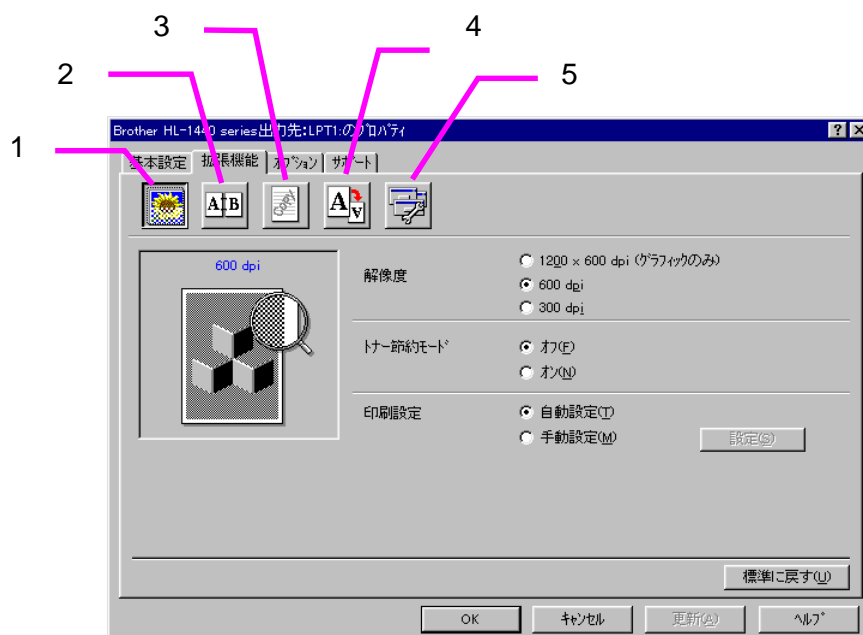 3 4
2 5
1
Brother HL-1440 series出力先:LPT1:のプロパティ
基本設定 拡張機能 オプション サポート
A B COPY A A
600 dpi
解像度
1200 × 600 dpi (グラフィックのみ)
600 dpi
300 dpi
トナー節約モード
オフ(F)
オン(N)
印刷設定
自動設定(T)
手動設定(M) 設定(S)
標準に戻す(U)
OK キャンセル 更新(A) ヘルプ